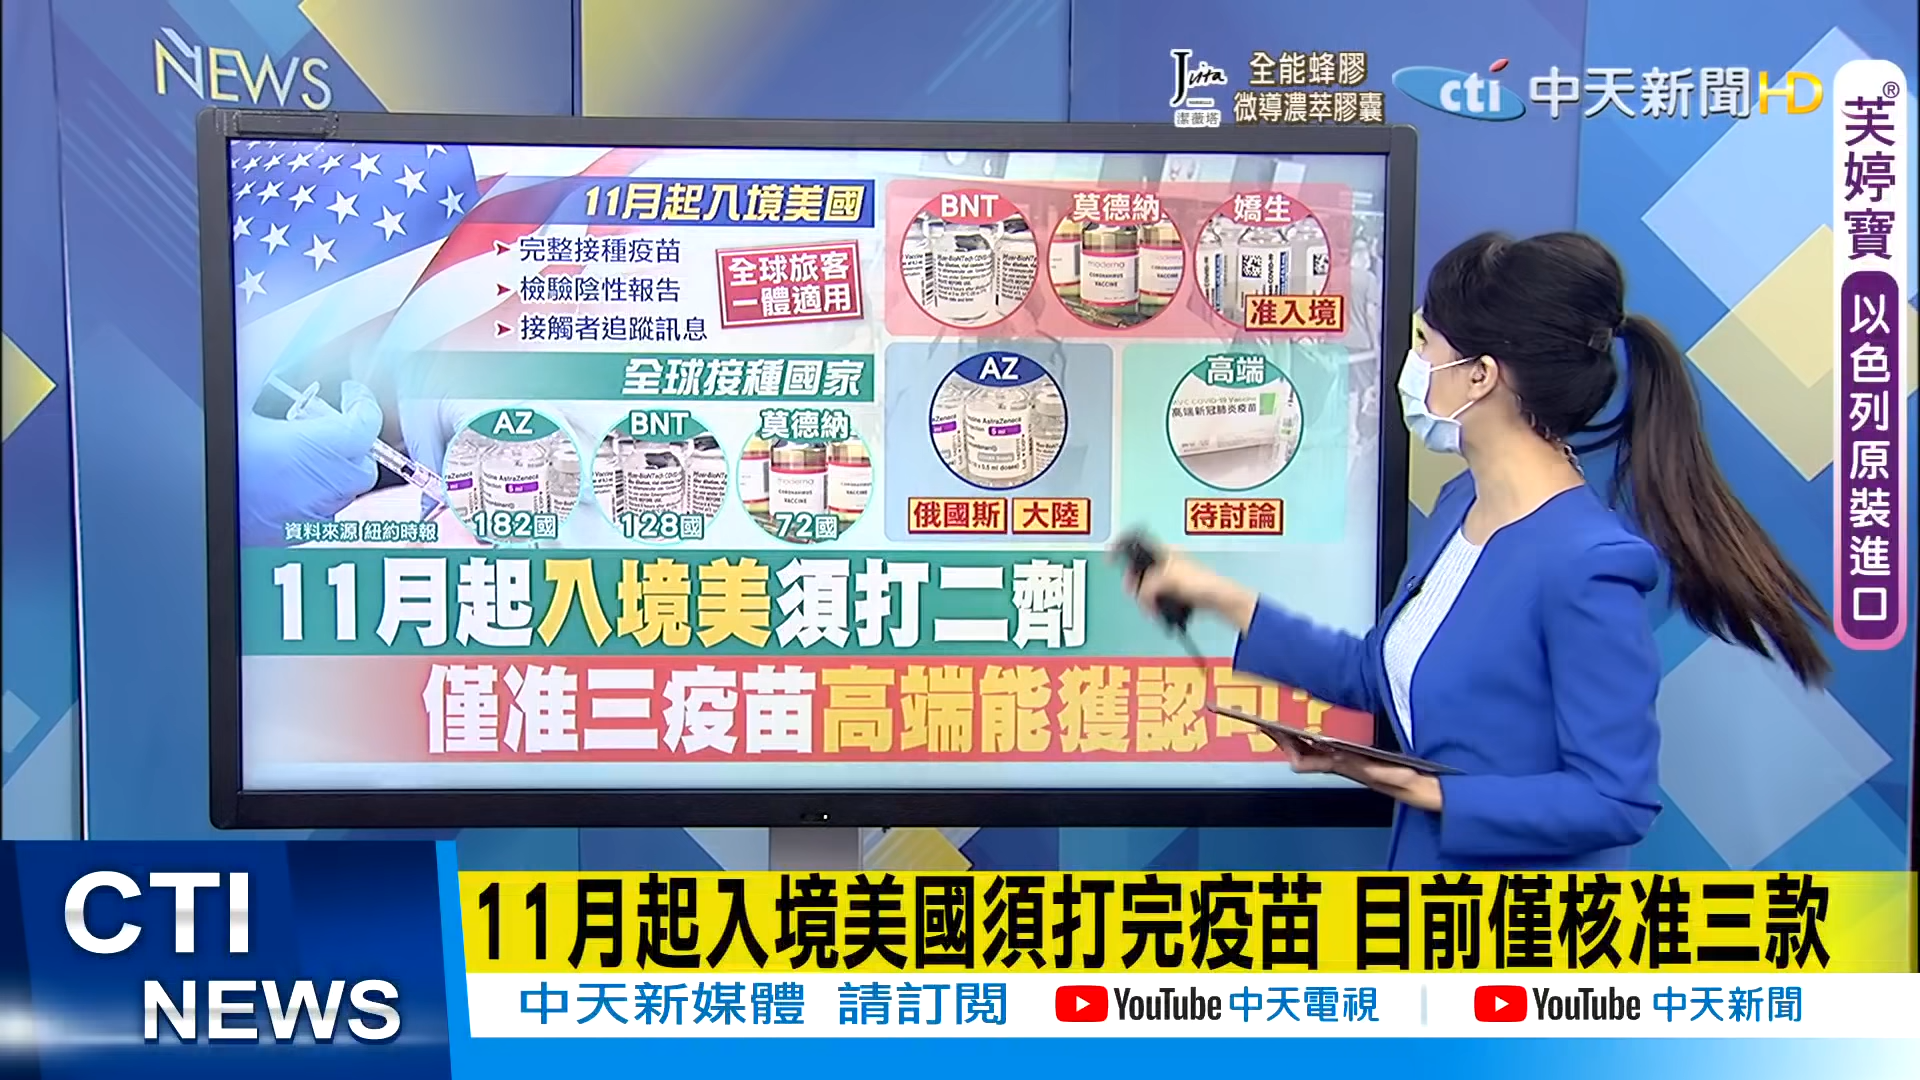 NEWS
Jvita
潔薇塔
全能蜂膠
微導濃萃膠囊
cti 中天新聞HD
芙婷寶®
以色列原裝進口
11月起入境美國
完整接種疫苗
檢驗陰性報告
接觸者追蹤訊息
全球旅客
一體適用
全球接種國家
AZ
182國
BNT
128國
莫德納
72國
資料來源 紐約時報
BNT
莫德納
嬌生
准入境
AZ
俄國斯
大陸
高端
高端新冠肺炎疫苗
待討論
11月起入境美須打二劑
僅准三疫苗高端能獲認可?
CTI
NEWS
11月起入境美國須打完疫苗 目前僅核准三款
中天新媒體 請訂閱 YouTube 中天電視 YouTube 中天新聞